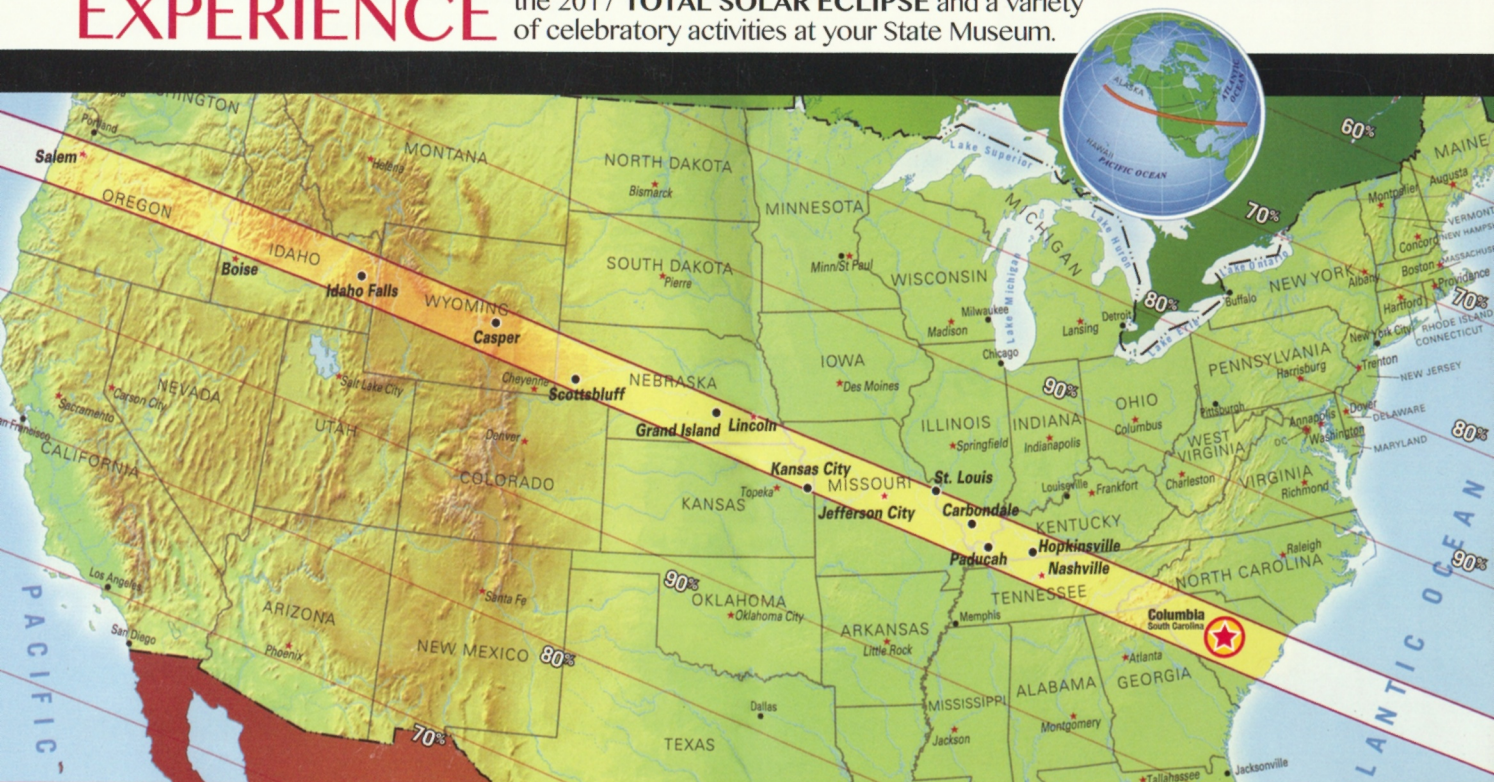 EXPERIENCE
the 2017 TOTAL SOLAR ECLIPSE and a variety
of celebratory activities at your State Museum.
ALASKA
ATLANTIC
OCEAN
HAWAII
PACIFIC OCEAN
60%
MAINE
Augusta
Montpelier
VERMONT
NEW HAMPS
Concord
MASSACHUSE
Boston
Providence
Albany
Hartford
70%
RHODE ISLAND
CONNECTICUT
New York City
NEW YORK
Buffalo
Lake Ontario
Lake Erie
70%
80%
Lake Superior
Lake Huron
Lake Michigan
MICHIGAN
Lansing
Detroit
Portland
Salem
OREGON
Helena
MONTANA
NORTH DAKOTA
Bismarck
MINNESOTA
Minn/St Paul
SOUTH DAKOTA
Pierre
WISCONSIN
Milwaukee
Madison
Chicago
IDAHO
Boise
Idaho Falls
WYOMING
Casper
Cheyenne
Scottsbluff
NEBRASKA
Grand Island
Lincoln
IOWA
Des Moines
90%
ILLINOIS
Springfield
INDIANA
Indianapolis
OHIO
Columbus
PENNSYLVANIA
Harrisburg
Pittsburgh
Trenton
NEW JERSEY
Dover
DELAWARE
Annapolis
DC
Washington
MARYLAND
80%
WEST
VIRGINIA
Charleston
VIRGINIA
Richmond
NEVADA
Carson City
Sacramento
an Francisco
CALIFORNIA
Salt Lake City
UTAH
Denver
COLORADO
KANSAS
Topeka
Kansas City
MISSOURI
Jefferson City
St. Louis
Carbondale
Paducah
Louisville
Frankfort
KENTUCKY
Hopkinsville
Nashville
TENNESSEE
Memphis
NORTH CAROLINA
Raleigh
90%
Columbia
South Carolina
Los Angeles
San Diego
ARIZONA
Phoenix
NEW MEXICO
Santa Fe
80%
70%
90%
OKLAHOMA
Oklahoma City
ARKANSAS
Little Rock
TEXAS
Dallas
MISSISSIPPI
Jackson
ALABAMA
Montgomery
GEORGIA
Atlanta
Tallahassee
Jacksonville
PACIFIC
LANTIC OCEAN